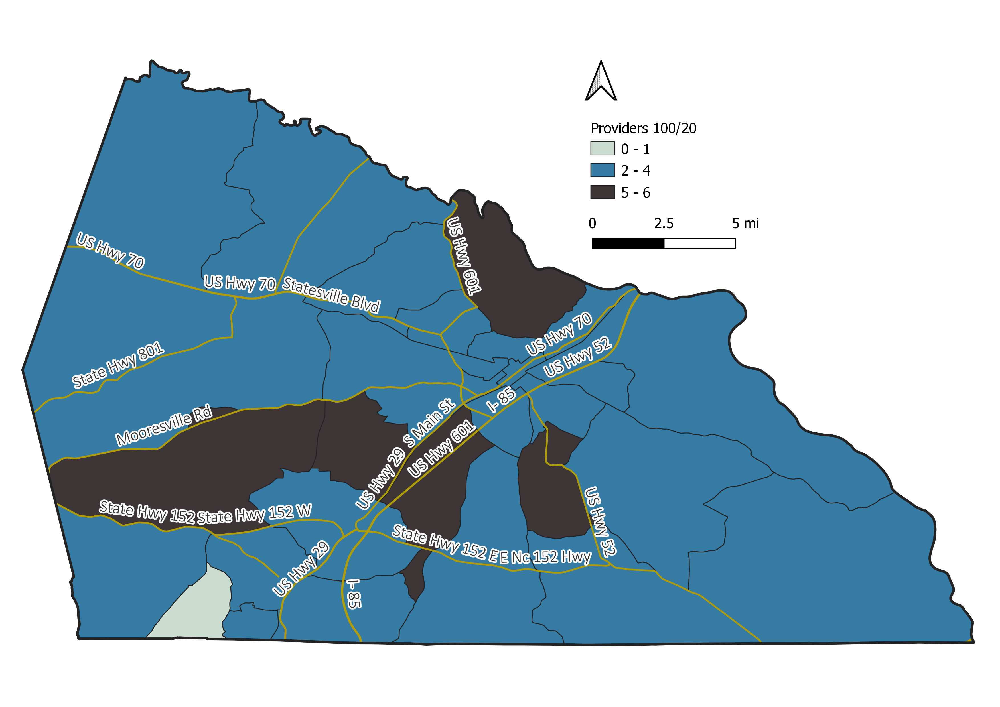 Providers 100/20
0 - 1
2 - 4
5 - 6
0 2.5 5 mi
US Hwy 70
US Hwy 70
Statesville Blvd
US Hwy 601
US Hwy 70
US Hwy 52
State Hwy 801
I- 85
Mooresville Rd
S Main St
US Hwy 601
US Hwy 29
State Hwy 152
State Hwy 152 W
US Hwy 52
State Hwy 152 E
E Nc 152 Hwy
US Hwy 29
I- 85